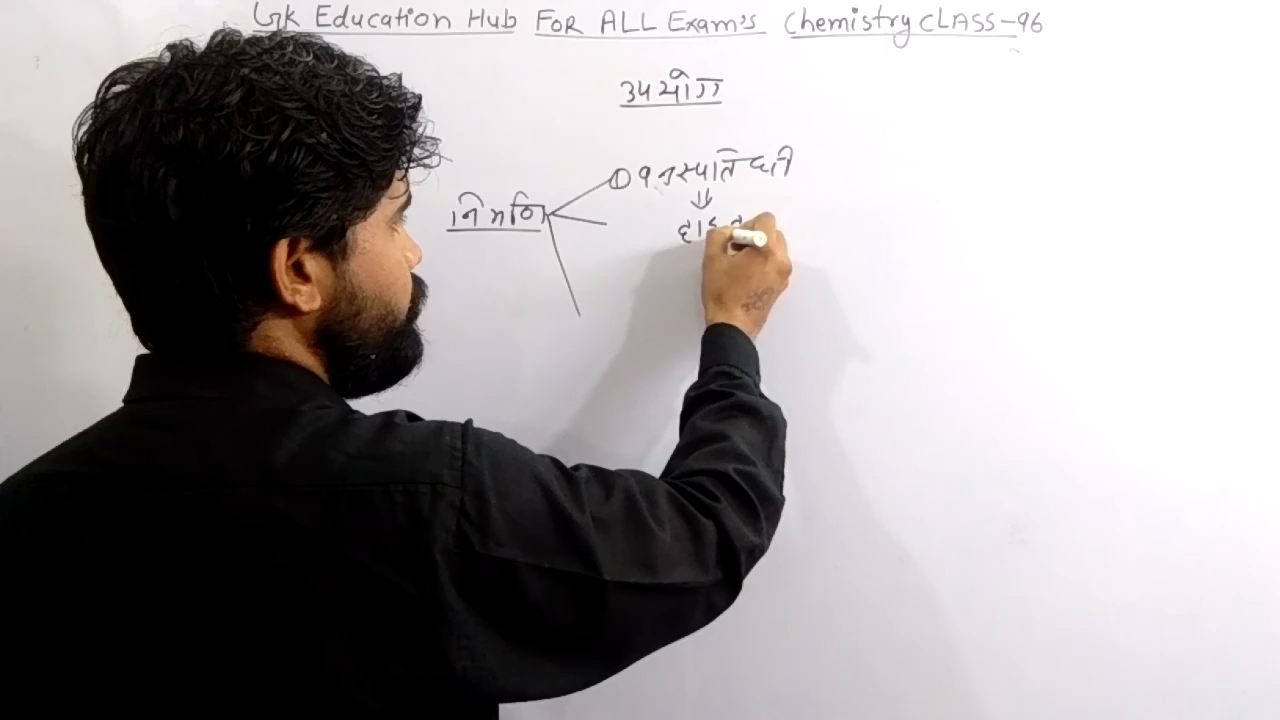 Gk Education Hub FOR ALL Exam's Chemistry CLASS-96
उपयोग
निर्माण
① वनस्पति घी